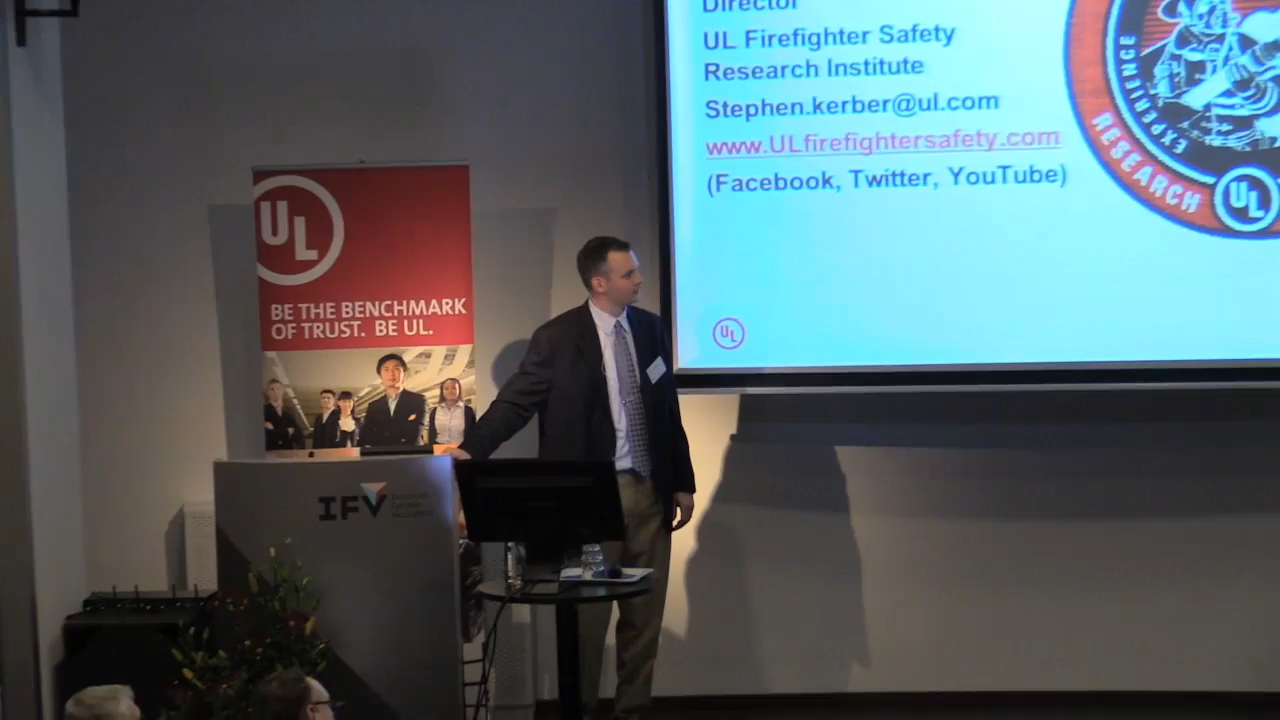 Director
UL Firefighter Safety
Research Institute
Stephen.kerber@ul.com
www.ULfirefightersafety.com
(Facebook, Twitter, YouTube)
EXPERIENCE
RESEARCH
UL
UL
UL
BE THE BENCHMARK
OF TRUST. BE UL.
IFV